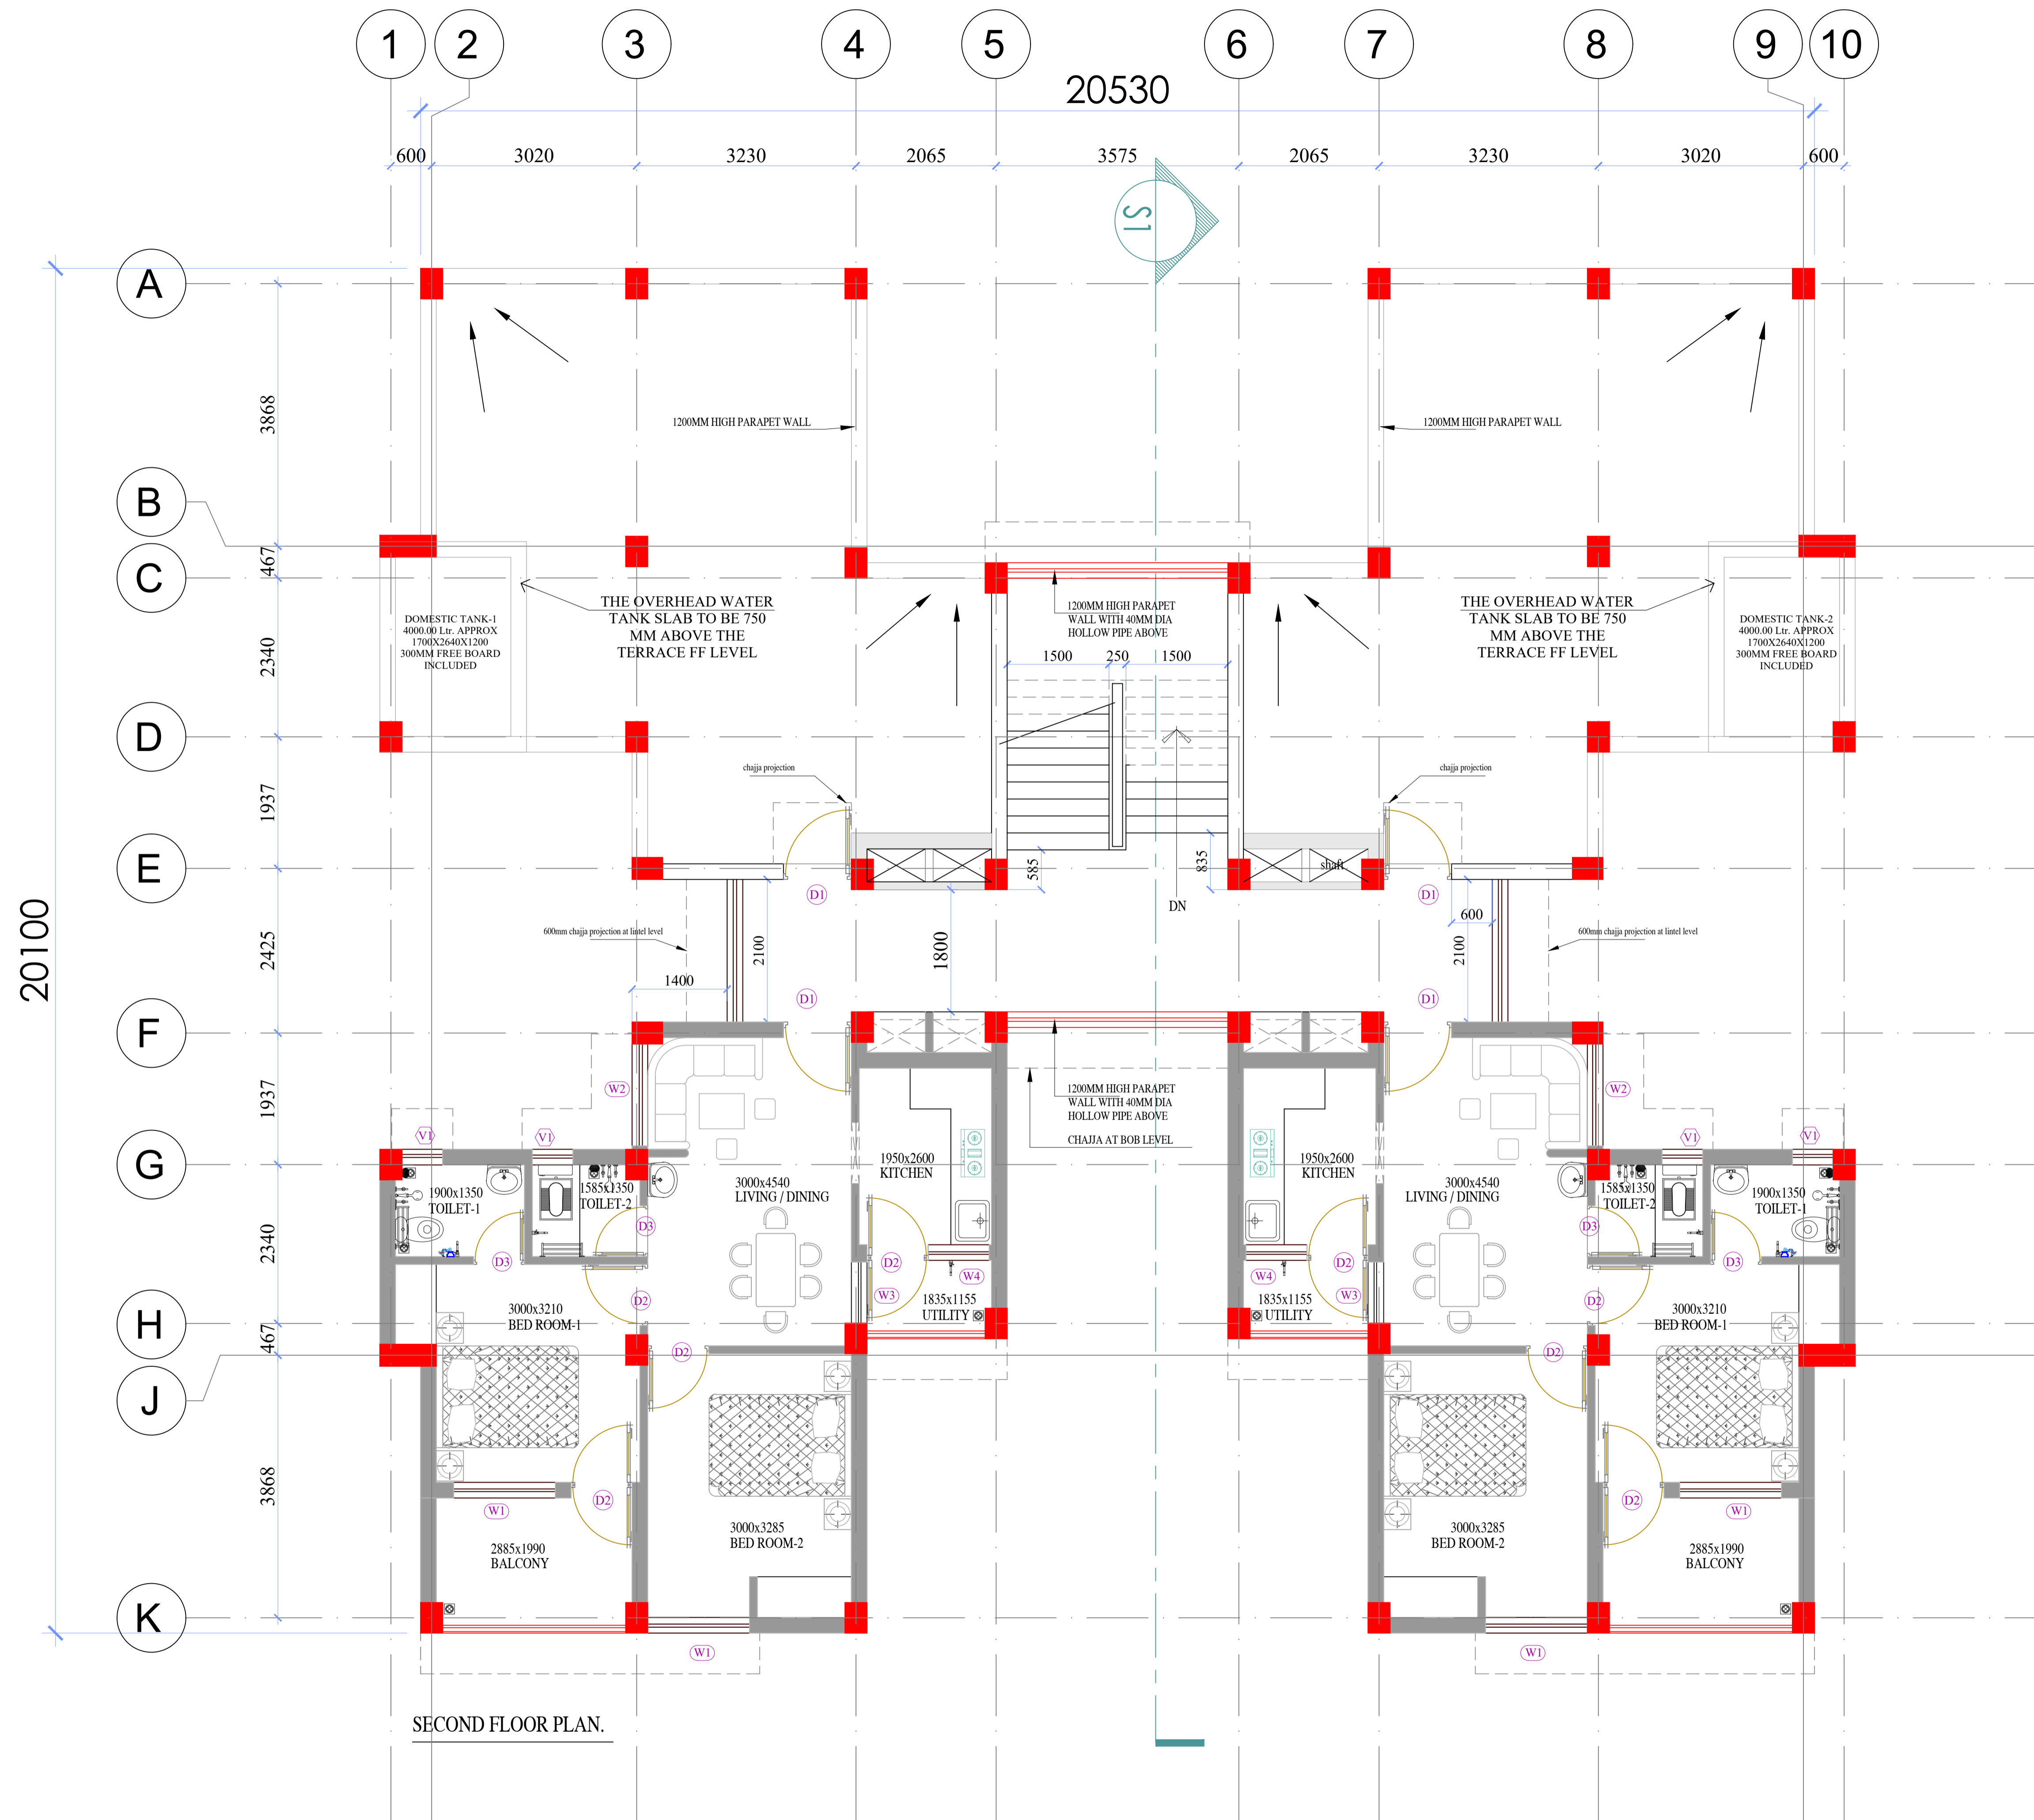 1 2 3 4 5 6 7 8 9 10
20530
600 3020 3230 2065 3575 2065 3230 3020 600
S1
A
B
C
D
E
F
G
H
J
K
20100
3868
467
2340
1937
2425
1937
2340
467
3868
1200MM HIGH PARAPET WALL
1200MM HIGH PARAPET WALL
DOMESTIC TANK-1
4000.00 Ltr. APPROX
1700X2640X1200
300MM FREE BOARD
INCLUDED
THE OVERHEAD WATER
TANK SLAB TO BE 750
MM ABOVE THE
TERRACE FF LEVEL
1200MM HIGH PARAPET
WALL WITH 40MM DIA
HOLLOW PIPE ABOVE
1500 250 1500
THE OVERHEAD WATER
TANK SLAB TO BE 750
MM ABOVE THE
TERRACE FF LEVEL
DOMESTIC TANK-2
4000.00 Ltr. APPROX
1700X2640X1200
300MM FREE BOARD
INCLUDED
chajja projection
chajja projection
585
835
shaft
D1
D1
DN
600
600mm chajja projection at lintel level
600mm chajja projection at lintel level
2100
1800
2100
1400
D1
D1
W2
W2
1200MM HIGH PARAPET
WALL WITH 40MM DIA
HOLLOW PIPE ABOVE
CHAJJA AT BOB LEVEL
V1
V1
V1
V1
1950x2600
KITCHEN
1950x2600
KITCHEN
1900x1350
TOILET-1
1585x1350
TOILET-2
3000x4540
LIVING / DINING
3000x4540
LIVING / DINING
1585x1350
TOILET-2
1900x1350
TOILET-1
D3
D3
D3
D3
D2
W4
W3
W4
D2
W3
1835x1155
UTILITY
1835x1155
UTILITY
D2
D2
3000x3210
BED ROOM-1
3000x3210
BED ROOM-1
D2
D2
D2
D2
W1
W1
3000x3285
BED ROOM-2
3000x3285
BED ROOM-2
2885x1990
BALCONY
2885x1990
BALCONY
W1
W1
SECOND FLOOR PLAN.